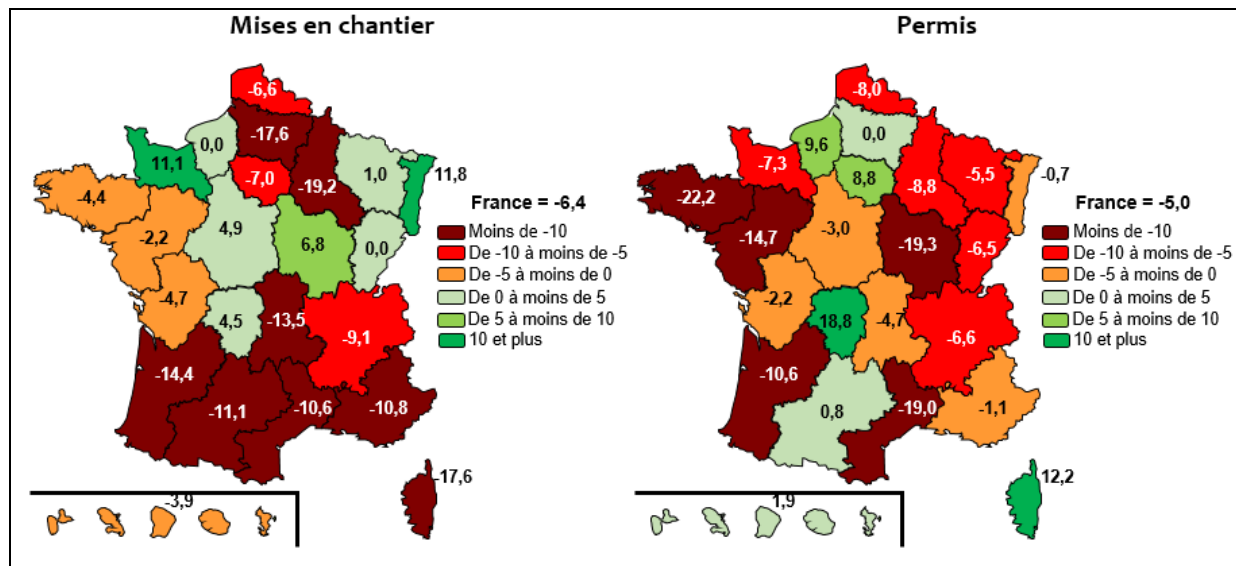 Mises en chantier
-6,6
0,0
-17,6
11,1
-7,0
-19,2
1,0
11,8
-4,4
-2,2
4,9
6,8
0,0
-4,7
4,5
-13,5
-9,1
-14,4
-11,1
-10,6
-10,8
-17,6
-3,9
France = -6,4
Moins de -10
De -10 à moins de -5
De -5 à moins de 0
De 0 à moins de 5
De 5 à moins de 10
10 et plus
Permis
-8,0
0,0
9,6
-7,3
8,8
-8,8
-5,5
-0,7
-22,2
-14,7
-3,0
-19,3
-6,5
-2,2
18,8
-4,7
-6,6
-10,6
0,8
-19,0
-1,1
12,2
1,9
France = -5,0
Moins de -10
De -10 à moins de -5
De -5 à moins de 0
De 0 à moins de 5
De 5 à moins de 10
10 et plus